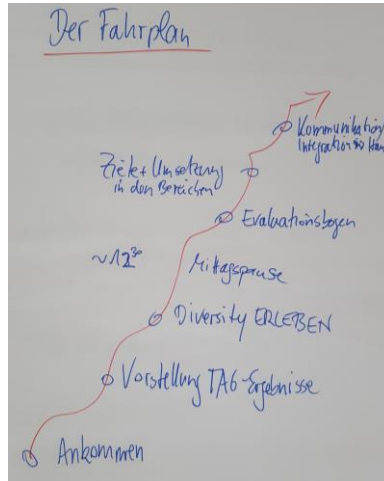 Der Fahrplan
Kommunikation
Integration
Ziele + Umsetzung
in den Bereichen
Evaluationsbogen
~12³⁰
Mittagspause
Diversity ERLEBEN
Vorstellung TAG-Ergebnisse
Ankommen